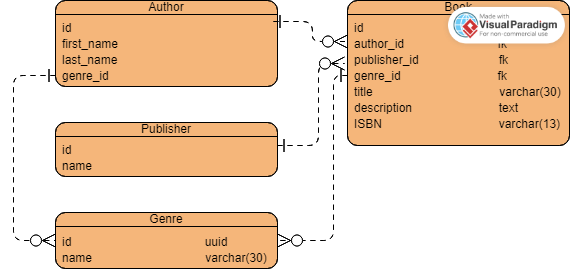 Author
id
first_name
last_name
genre_id
Book
Made with
Visual Paradigm
For non-commercial use
id
author_id fk
publisher_id fk
genre_id fk
title varchar(30)
description text
ISBN varchar(13)
Publisher
id
name
Genre
id uuid
name varchar(30)